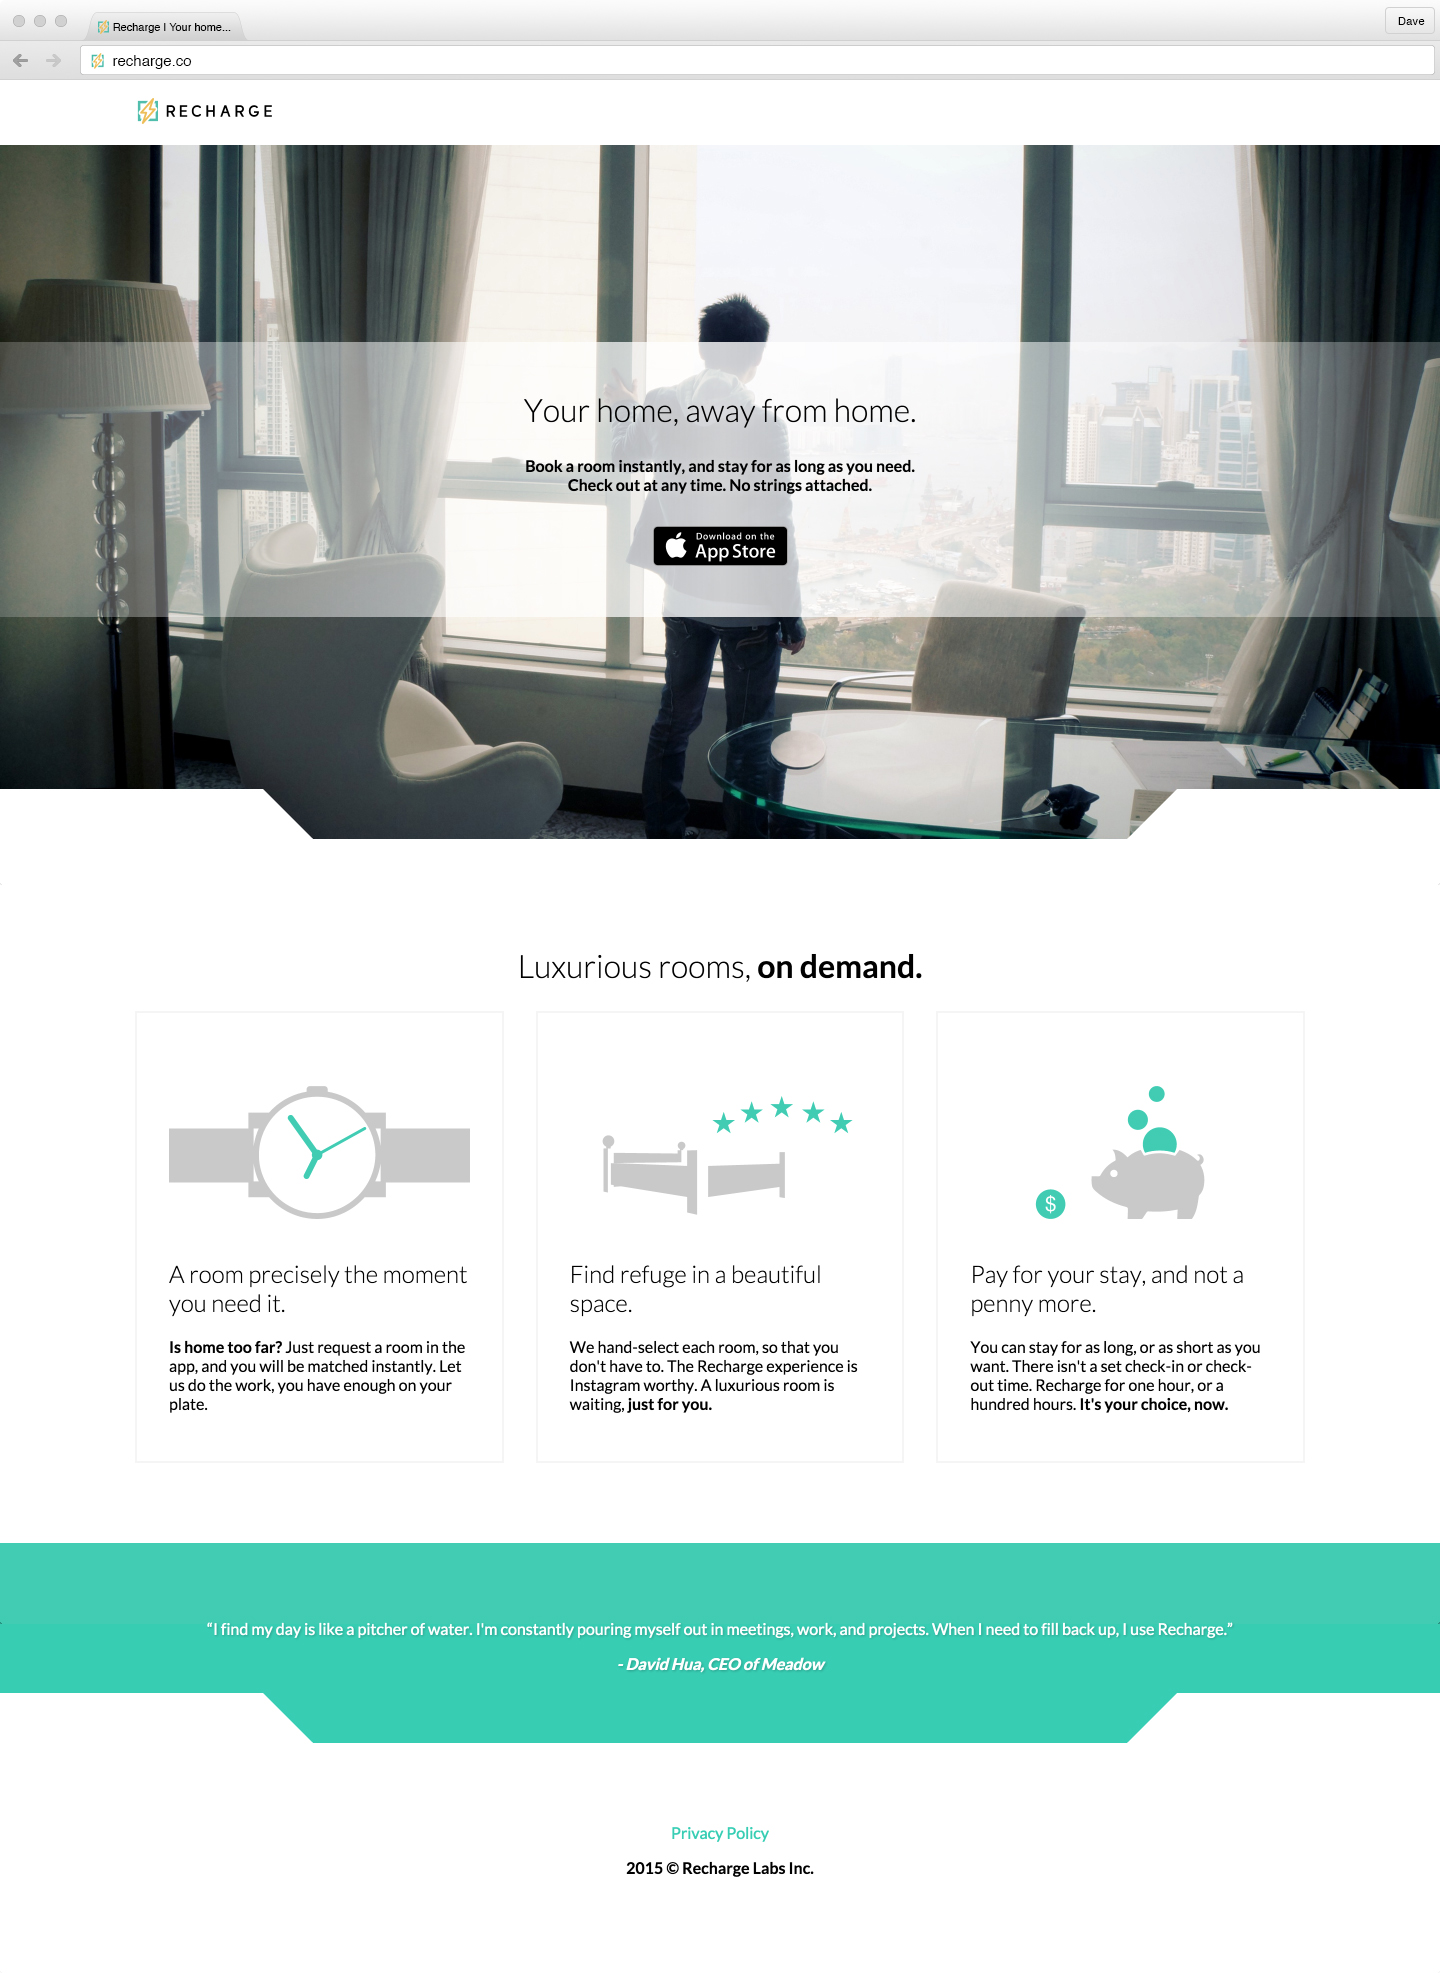 Recharge | Your home...
Dave
recharge.co
RECHARGE
Your home, away from home.
Book a room instantly, and stay for as long as you need.
Check out at any time. No strings attached.
Download on the
App Store
Luxurious rooms, on demand.
A room precisely the moment
you need it.
Is home too far? Just request a room in the
app, and you will be matched instantly. Let
us do the work, you have enough on your
plate.
Find refuge in a beautiful
space.
We hand-select each room, so that you
don't have to. The Recharge experience is
Instagram worthy. A luxurious room is
waiting, just for you.
$
Pay for your stay, and not a
penny more.
You can stay for as long, or as short as you
want. There isn't a set check-in or check-
out time. Recharge for one hour, or a
hundred hours. It's your choice, now.
“I find my day is like a pitcher of water. I'm constantly pouring myself out in meetings, work, and projects. When I need to fill back up, I use Recharge.”
- David Hua, CEO of Meadow
Privacy Policy
2015 © Recharge Labs Inc.